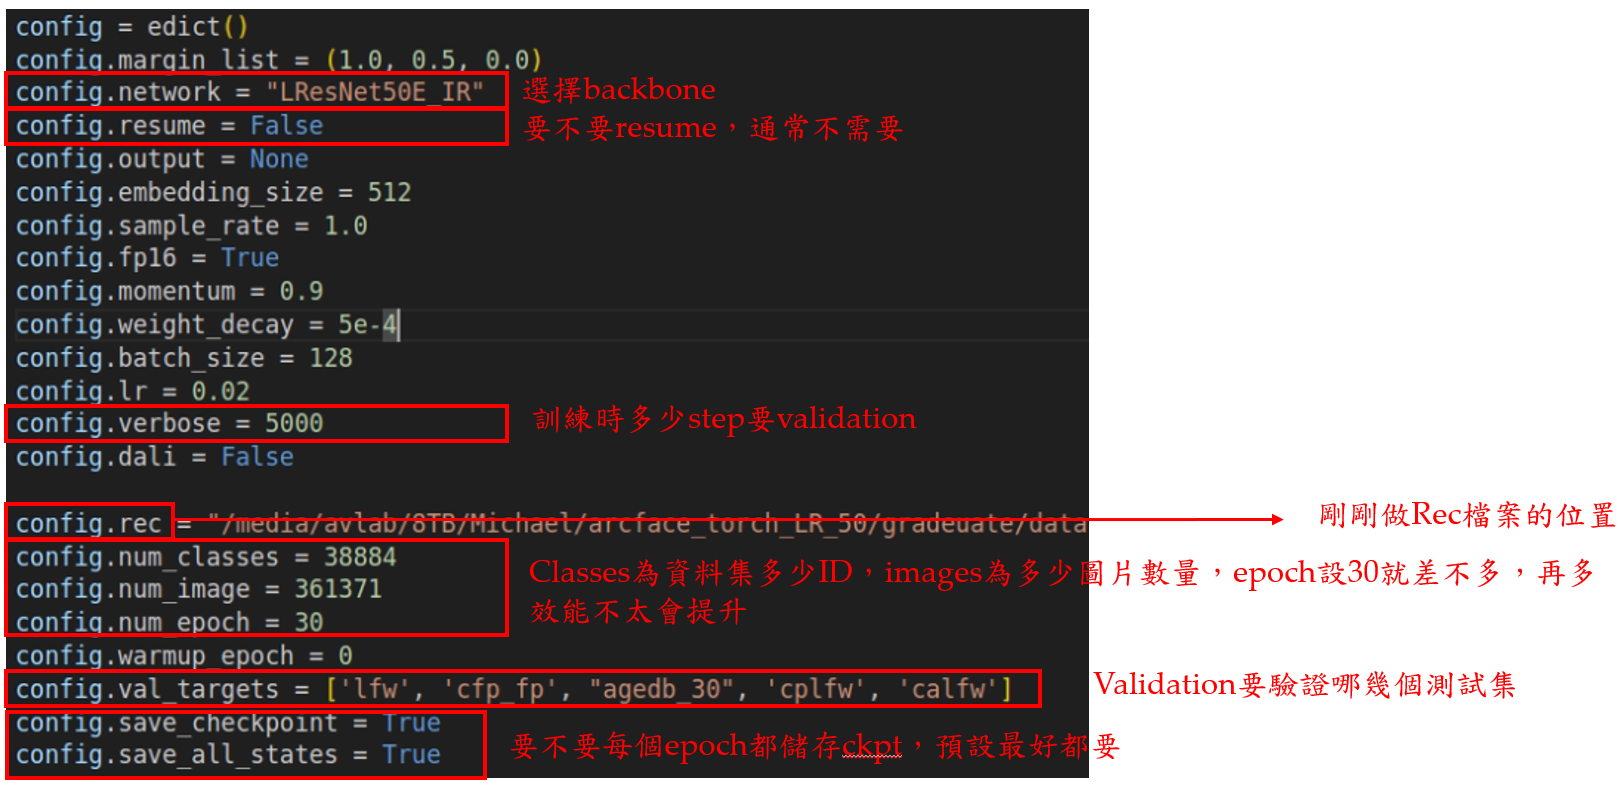 config = edict()
config.margin_list = (1.0, 0.5, 0.0)
config.network = "LResNet50E_IR" 選擇backbone
config.resume = False 要不要resume，通常不需要
config.output = None
config.embedding_size = 512
config.sample_rate = 1.0
config.fp16 = True
config.momentum = 0.9
config.weight_decay = 5e-4
config.batch_size = 128
config.lr = 0.02
config.verbose = 5000 訓練時多少step要validation
config.dali = False
config.rec = "/media/avlab/8TB/Michael/arcface_torch_LR_50/gradeuate/data 剛剛做Rec檔案的位置
config.num_classes = 38884
config.num_image = 361371
config.num_epoch = 30
Classes為資料集多少ID，images為多少圖片數量，epoch設30就差不多，再多
效能不太會提升
config.warmup_epoch = 0
config.val_targets = ['lfw', 'cfp_fp', "agedb_30", 'cplfw', 'calfw'] Validation要驗證哪幾個測試集
config.save_checkpoint = True
config.save_all_states = True
要不要每個epoch都儲存ckpt，預設最好都要